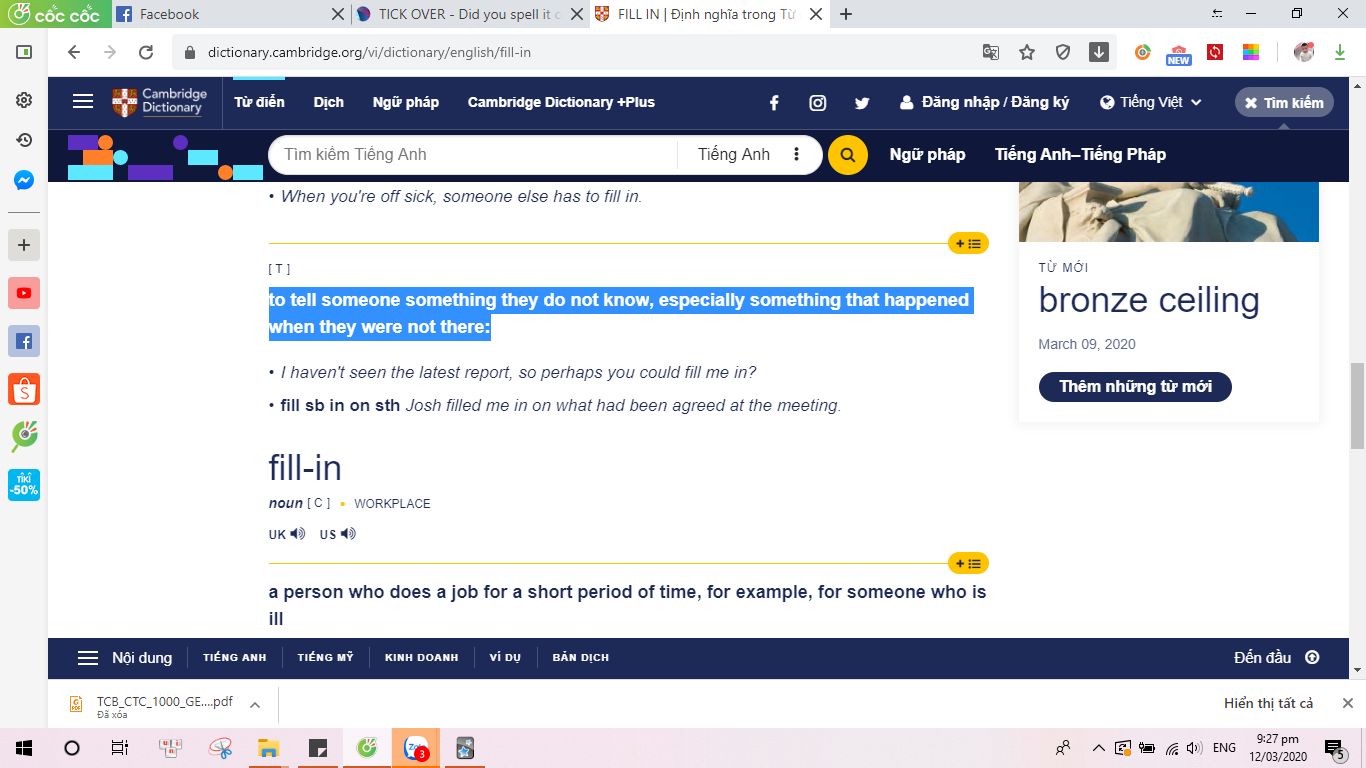 cốc cốc
Facebook
TICK OVER - Did you spell it c
FILL IN | Định nghĩa trong Từ
dictionary.cambridge.org/vi/dictionary/english/fill-in
NEW
Cambridge
Dictionary
Từ điển
Dịch
Ngữ pháp
Cambridge Dictionary +Plus
Đăng nhập / Đăng ký
Tiếng Việt
Tìm kiếm
Tìm kiếm Tiếng Anh
Tiếng Anh
Ngữ pháp
Tiếng Anh–Tiếng Pháp
• When you're off sick, someone else has to fill in.
[ T ]
to tell someone something they do not know, especially something that happened
when they were not there:
• I haven't seen the latest report, so perhaps you could fill me in?
• fill sb in on sth Josh filled me in on what had been agreed at the meeting.
fill-in
noun [ C ] • WORKPLACE
UK
US
a person who does a job for a short period of time, for example, for someone who is
ill
TỪ MỚI
bronze ceiling
March 09, 2020
Thêm những từ mới
TIKI
-50%
Nội dung
TIẾNG ANH
TIẾNG MỸ
KINH DOANH
VÍ DỤ
BẢN DỊCH
Đến đầu
TCB_CTC_1000_GE....pdf
Đã xóa
Hiển thị tất cả
Zalo
3
ENG
9:27 pm
12/03/2020
5